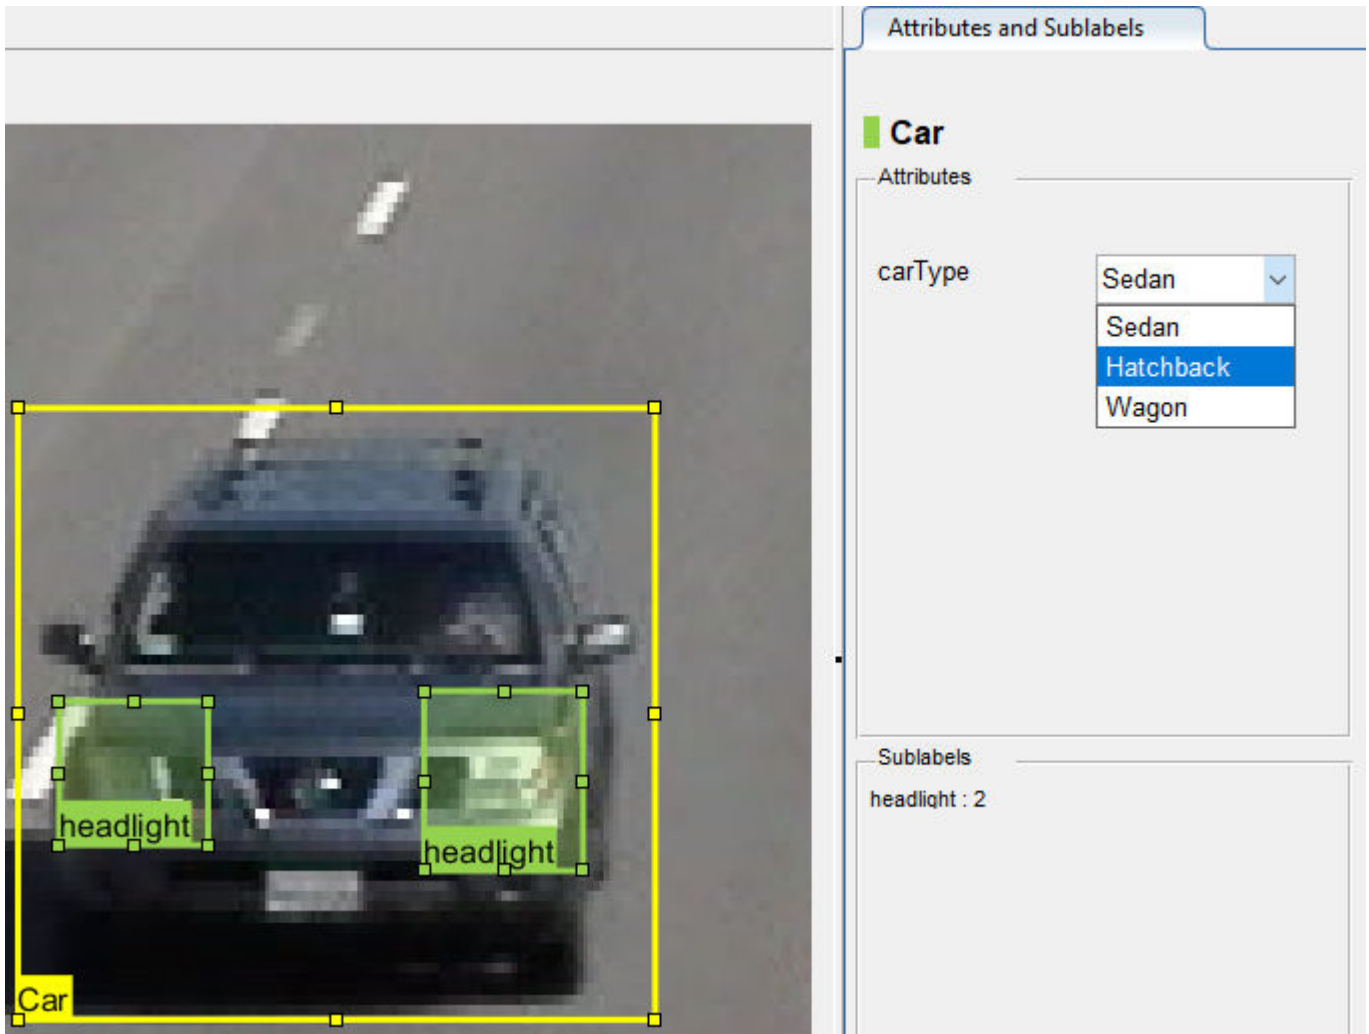 Attributes and Sublabels
Car
Attributes
carType
Sedan
Sedan
Hatchback
Wagon
Sublabels
headlight : 2
headlight
headlight
Car